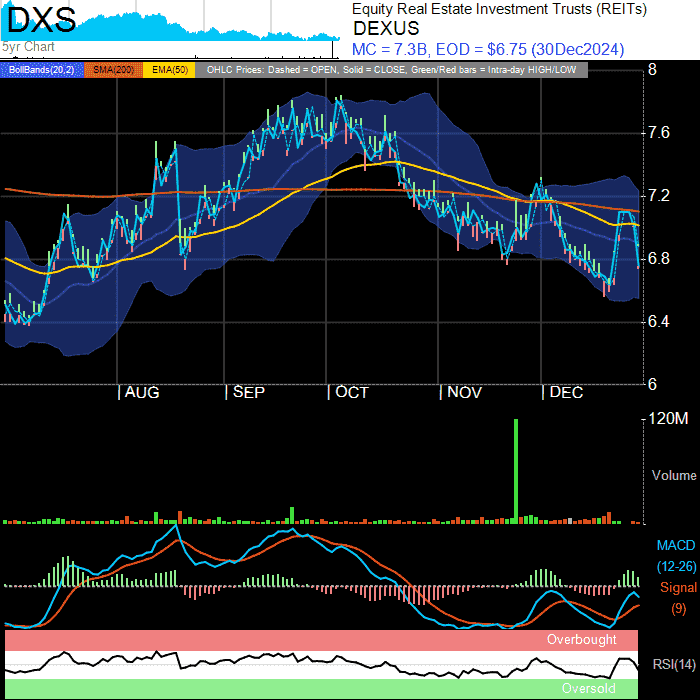 DXS
5yr Chart
Equity Real Estate Investment Trusts (REITs)
DEXUS
MC = 7.3B, EOD = $6.75 (30Dec2024)
BollBands(20,2) SMA(200) EMA(50) OHLC Prices: Dashed = OPEN, Solid = CLOSE, Green/Red bars = Intra-day HIGH/LOW
8
7.6
7.2
6.8
6.4
6
AUG SEP OCT NOV DEC
120M
Volume
MACD
(12-26)
Signal
(9)
Overbought
RSI(14)
Oversold